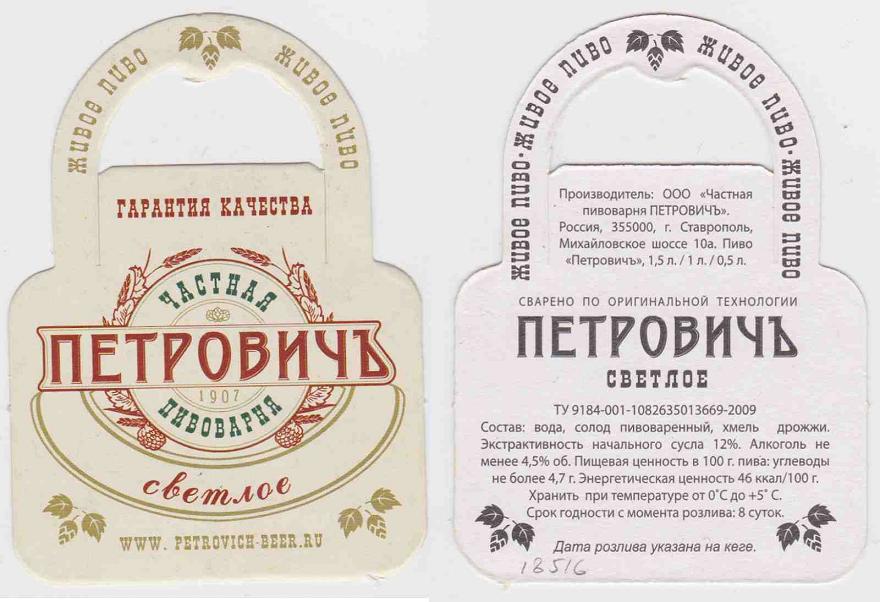 живое пиво
живое пиво
ГАРАНТИЯ КАЧЕСТВА
ЧАСТНАЯ
ПЕТРОВИЧЪ
1907
ПИВОВАРНЯ
светлое
WWW. PETROVICH-BEER.RU
живое пиво·живое пиво
живое пиво·живое пиво
Производитель: ООО «Частная
пивоварня ПЕТРОВИЧЪ».
Россия, 355000, г. Ставрополь,
Михайловское шоссе 10а. Пиво
«Петровичъ», 1,5 л. / 1 л. / 0,5 л.
СВАРЕНО ПО ОРИГИНАЛЬНОЙ ТЕХНОЛОГИИ
ПЕТРОВИЧЪ
СВЕТЛОЕ
ТУ 9184-001-1082635013669-2009
Состав: вода, солод пивоваренный, хмель дрожжи.
Экстрактивность начального сусла 12%. Алкоголь не
менее 4,5% об. Пищевая ценность в 100 г. пива: углеводы
не более 4,7 г. Энергетическая ценность 46 ккал/100 г.
Хранить при температуре от 0˚С до +5˚ С.
Срок годности с момента розлива: 8 суток.
Дата розлива указана на кеге.
18516